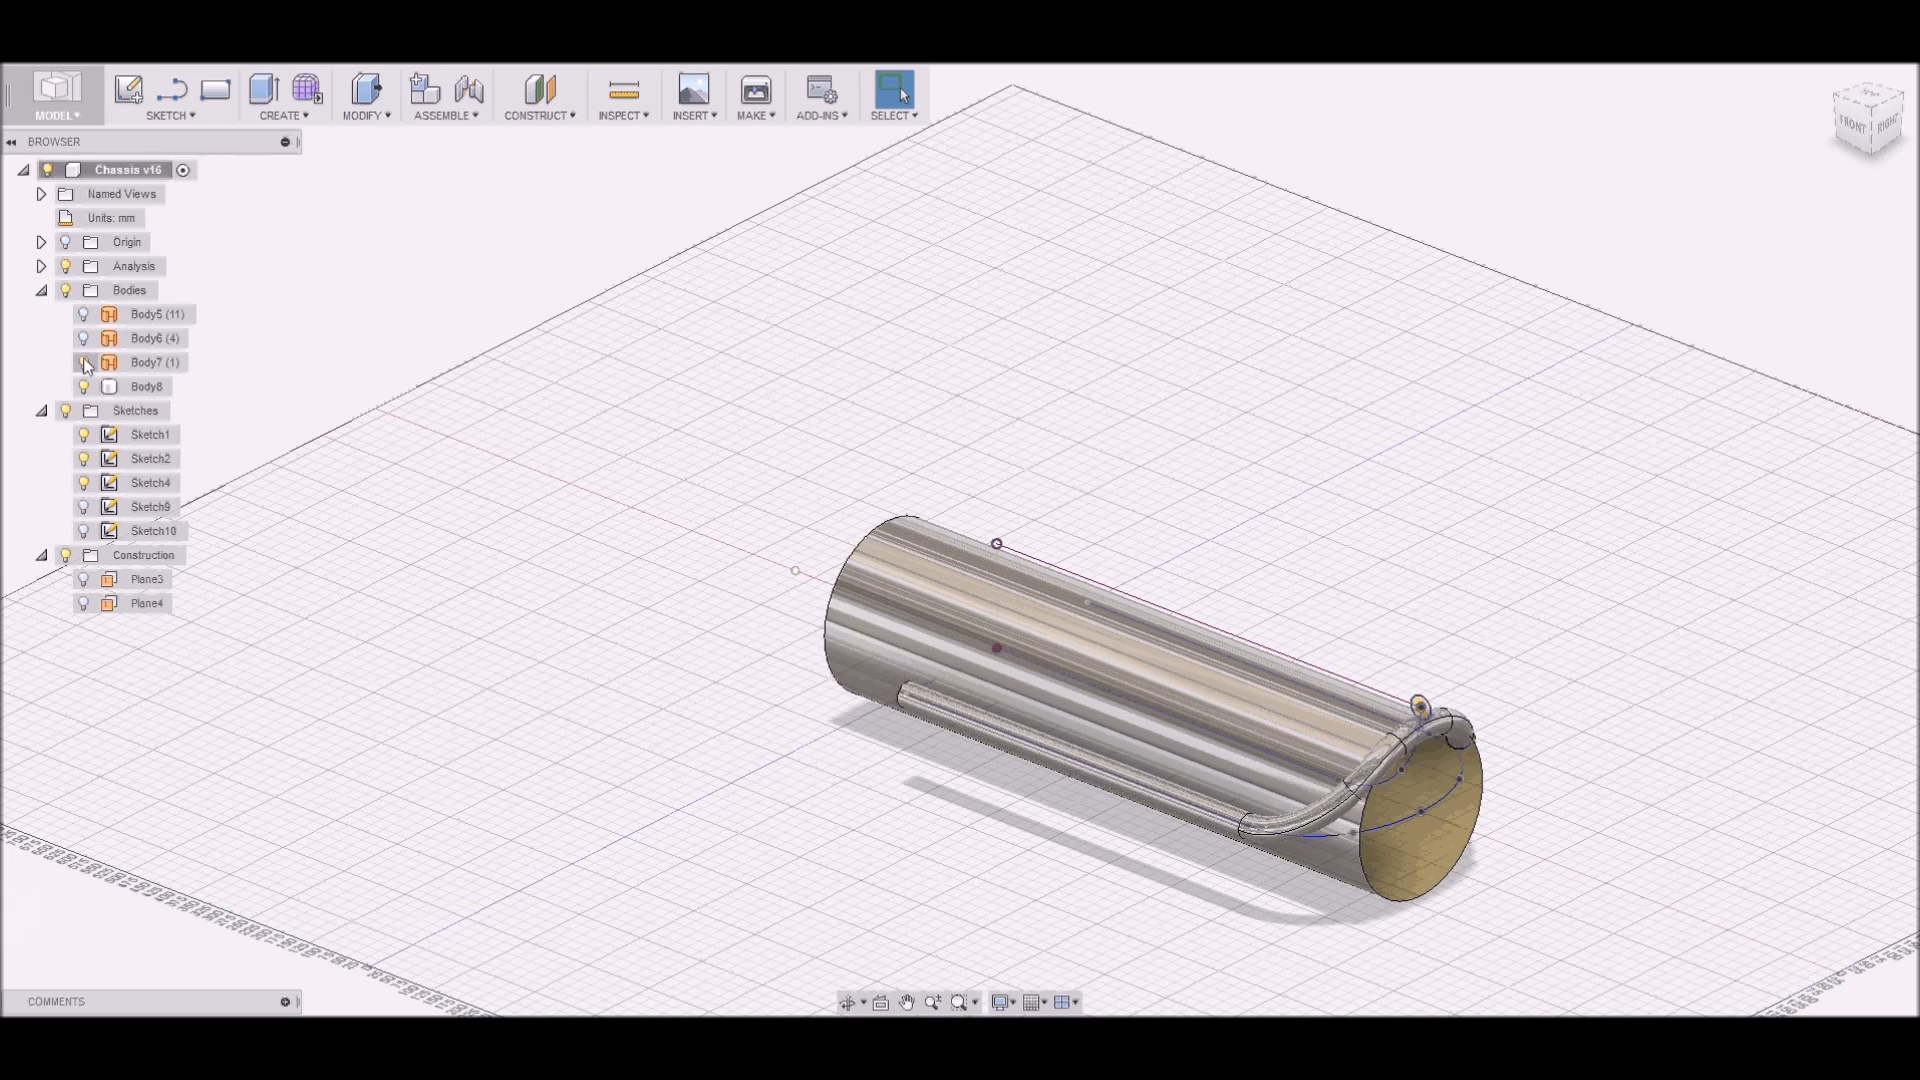 MODEL SKETCH CREATE MODIFY ASSEMBLE CONSTRUCT INSPECT INSERT MAKE ADD-INS SELECT
FRONT RIGHT
BROWSER
Chassis v16
Named Views
Units: mm
Origin
Analysis
Bodies
Body5 (11)
Body6 (4)
Body7 (1)
Body8
Sketches
Sketch1
Sketch2
Sketch4
Sketch9
Sketch10
Construction
Plane3
Plane4
COMMENTS